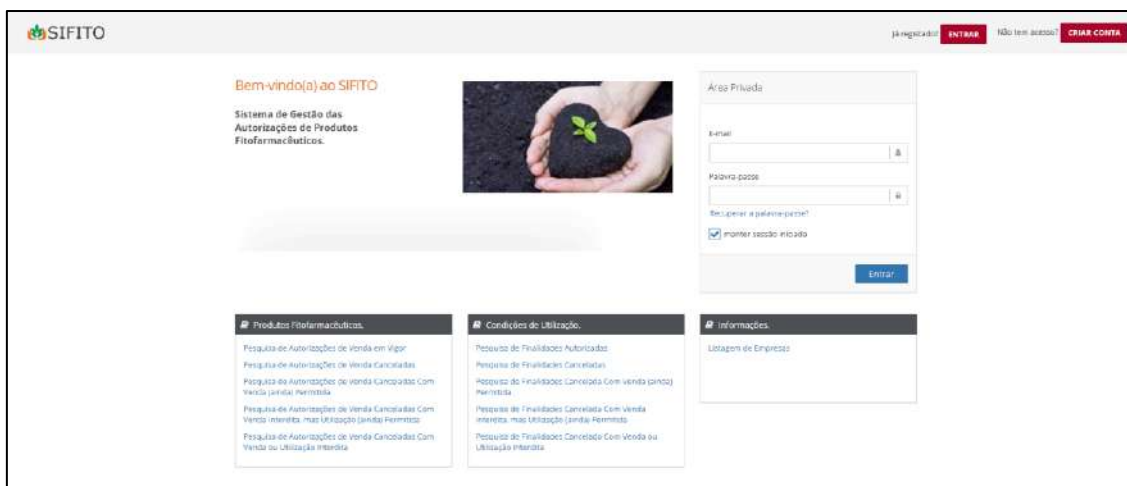 SIFITO
Já registado? ENTRAR Não tem acesso? CRIAR CONTA
Bem-vindo(a) ao SIFITO
Sistema de Gestão das
Autorizações de Produtos
Fitofarmacêuticos.
Área Privada
E-mail
Palavra-passe
Recuperar a palavra-passe?
manter sessão iniciada
Entrar
Produtos Fitofarmacêuticos.
Pesquisa de Autorizações de Venda em Vigor
Pesquisa de Autorizações de Venda Canceladas
Pesquisa de Autorizações de Venda Canceladas Com
Venda (ainda) Permitida
Pesquisa de Autorizações de Venda Canceladas Com
Venda Interdita, mas Utilização (ainda) Permitida
Pesquisa de Autorizações de Venda Canceladas Com
Venda ou Utilização Interdita
Condições de Utilização.
Pesquisa de Finalidades Autorizadas
Pesquisa de Finalidades Canceladas
Pesquisa de Finalidades Cancelada Com Venda (ainda)
Permitida
Pesquisa de Finalidades Cancelada Com Venda
Interdita, mas Utilização (ainda) Permitida
Pesquisa de Finalidades Cancelada Com Venda ou
Utilização Interdita
Informações.
Listagem de Empresas